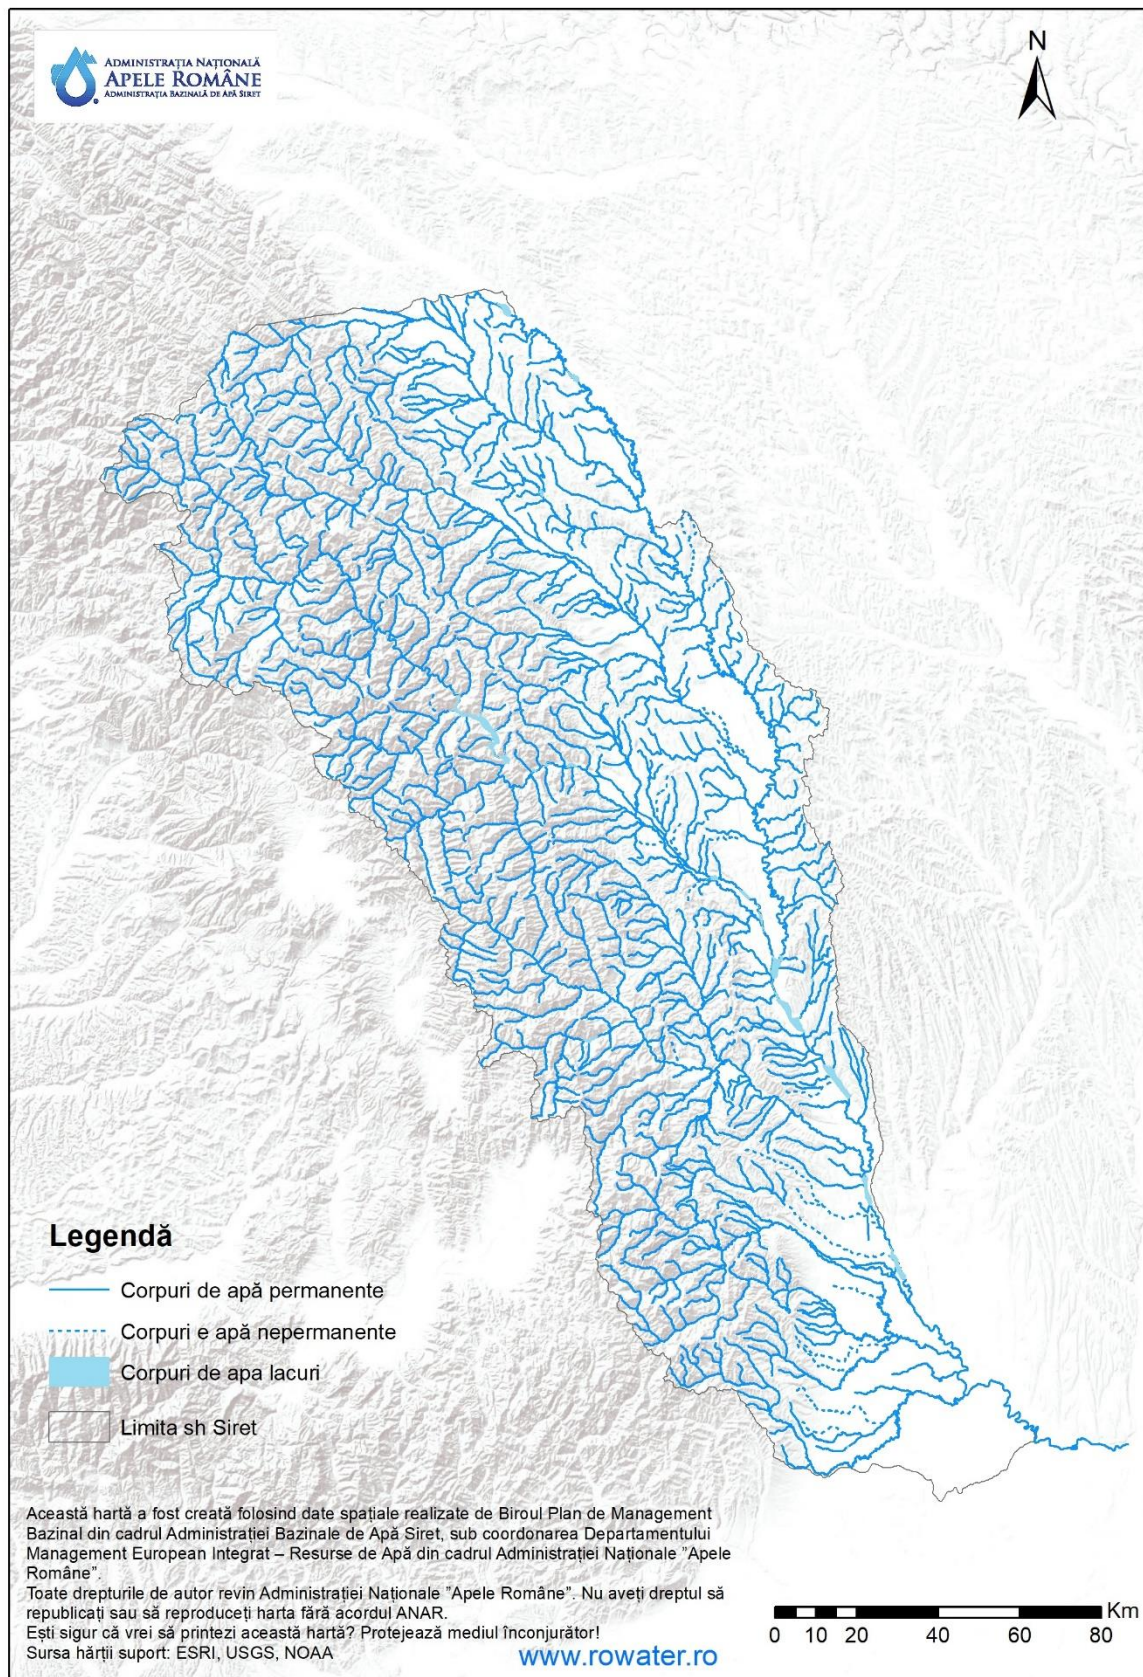 ADMINISTRAȚIA NAȚIONALĂ
APELE ROMÂNE
ADMINISTRAȚIA BAZINALĂ DE APĂ SIRET
N
Legendă
Corpuri de apă permanente
Corpuri e apă nepermanente
Corpuri de apa lacuri
Limita sh Siret
Această hartă a fost creată folosind date spațiale realizate de Biroul Plan de Management
Bazinal din cadrul Administrației Bazinale de Apă Siret, sub coordonarea Departamentului
Management European Integrat – Resurse de Apă din cadrul Administrației Naționale "Apele
Române".
Toate drepturile de autor revin Administrației Naționale "Apele Române". Nu aveți dreptul să
republicați sau să reproduceți harta fără acordul ANAR.
Ești sigur că vrei să printezi această hartă? Protejează mediul înconjurător!
Sursa hărții suport: ESRI, USGS, NOAA
www.rowater.ro
Km
0 10 20 40 60 80